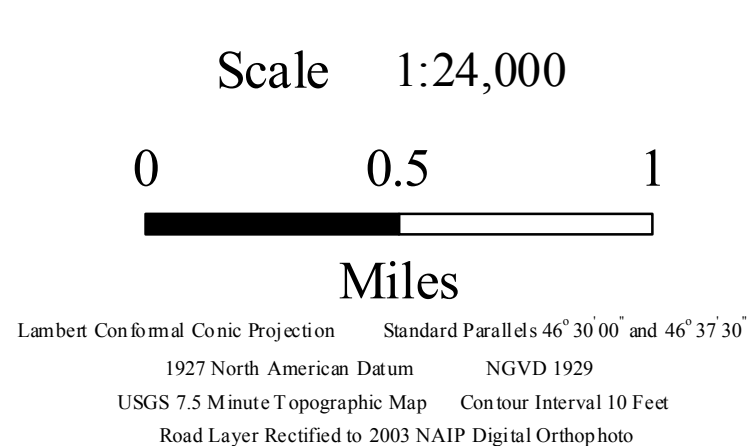 Scale 1:24,000
0 0.5 1
Miles
Lambert Conformal Conic Projection Standard Parallels 46° 30' 00" and 46° 37' 30"
1927 North American Datum NGVD 1929
USGS 7.5 Minute Topographic Map Contour Interval 10 Feet
Road Layer Rectified to 2003 NAIP Digital Orthophoto